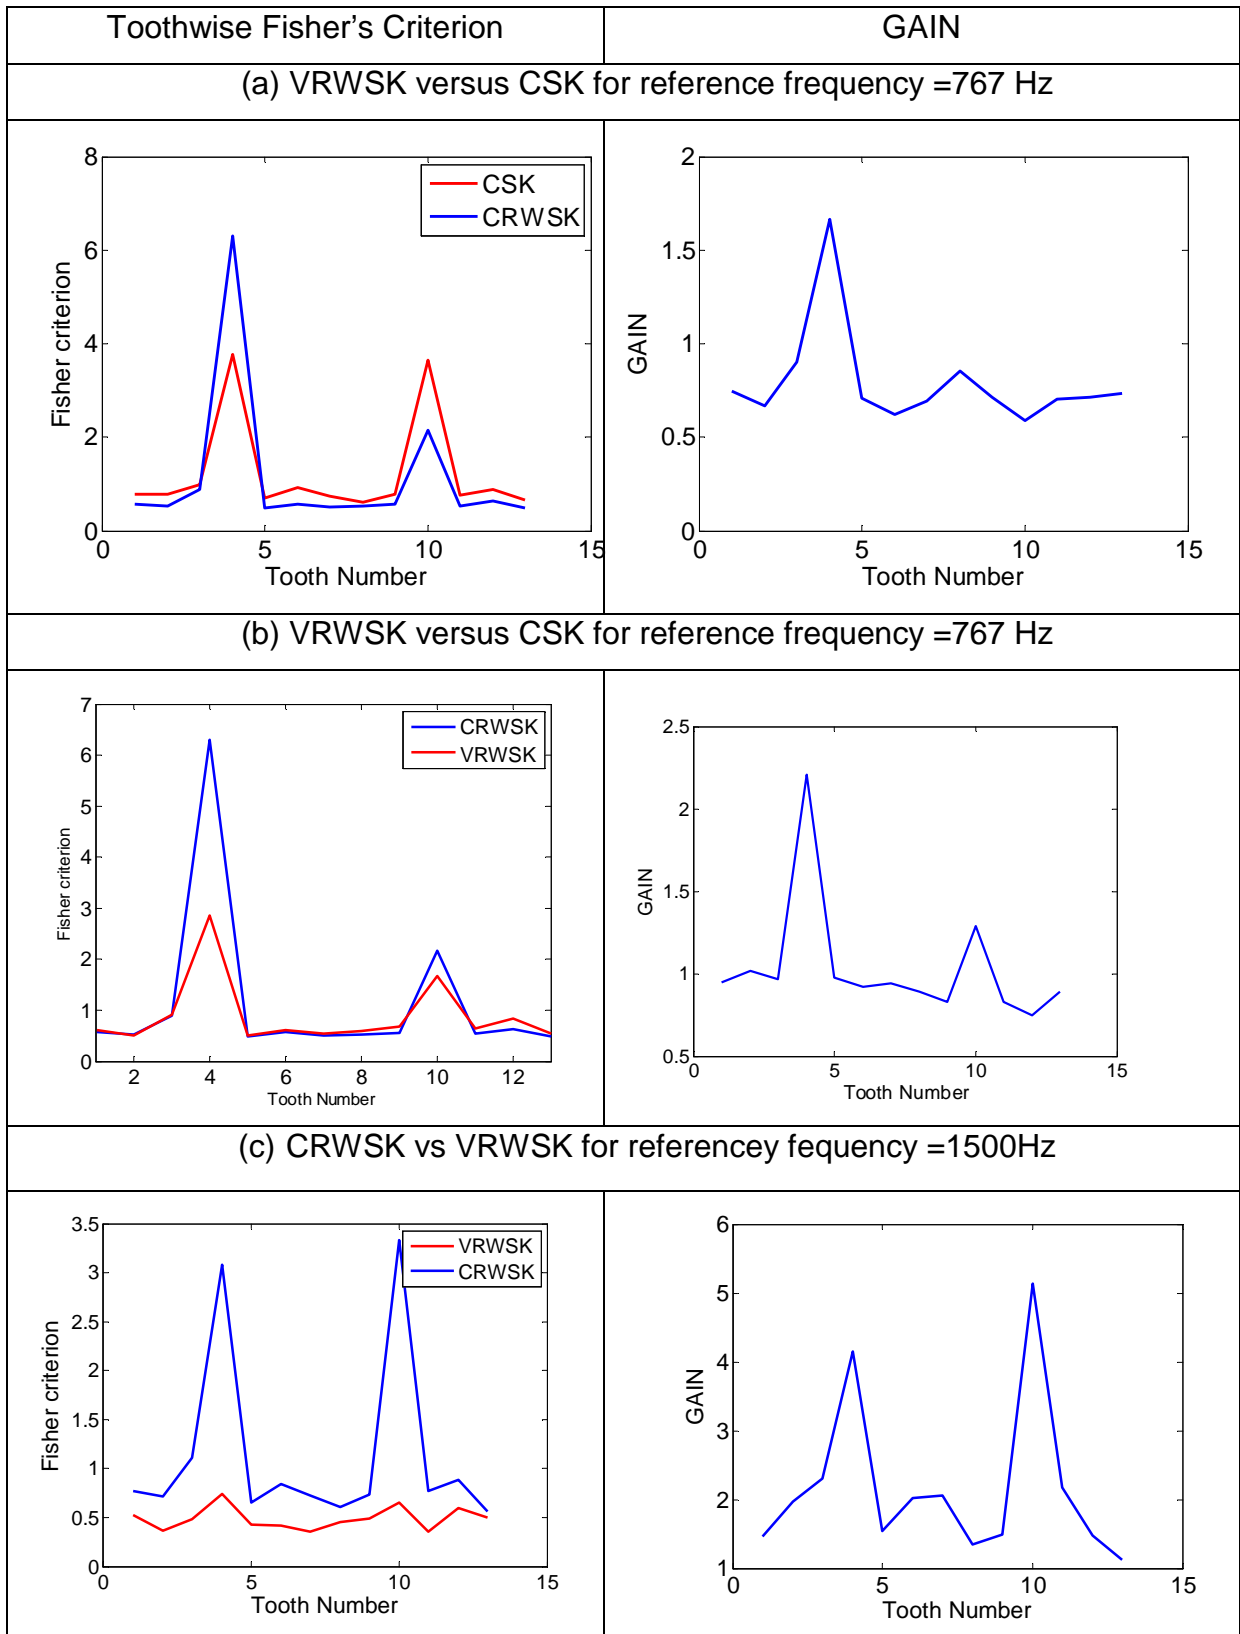 Toothwise Fisher's Criterion
GAIN
(a) VRWSK versus CSK for reference frequency =767 Hz
8
6
4
2
0
0
5
10
15
Fisher criterion
Tooth Number
CSK
CRWSK
2
1.5
1
0.5
0
0
5
10
15
GAIN
Tooth Number
(b) VRWSK versus CSK for reference frequency =767 Hz
7
6
5
4
3
2
1
0
2
4
6
8
10
12
Fisher criterion
Tooth Number
CRWSK
VRWSK
2.5
2
1.5
1
0.5
0
5
10
15
GAIN
Tooth Number
(c) CRWSK vs VRWSK for referencey fequency =1500Hz
3.5
3
2.5
2
1.5
1
0.5
0
0
5
10
15
Fisher criterion
Tooth Number
VRWSK
CRWSK
6
5
4
3
2
1
0
5
10
15
GAIN
Tooth Number